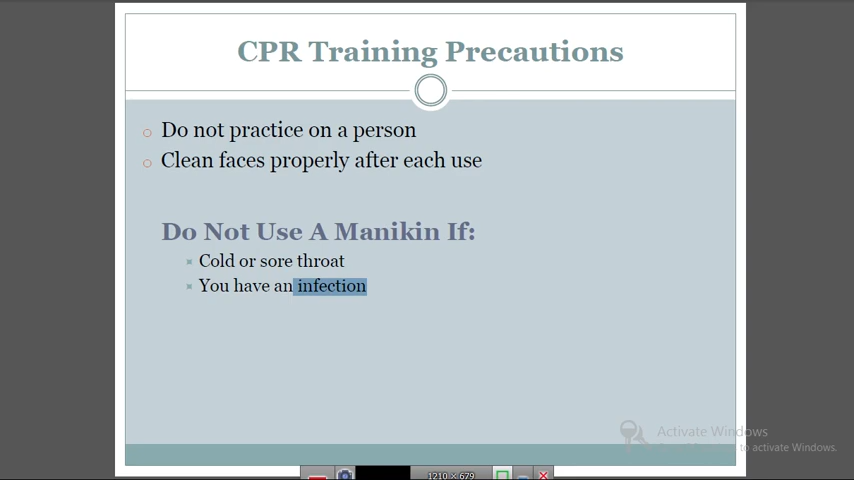 CPR Training Precautions
Do not practice on a person
Clean faces properly after each use
Do Not Use A Manikin If:
Cold or sore throat
You have an infection
Activate Windows
to activate Windows.
1210 × 679